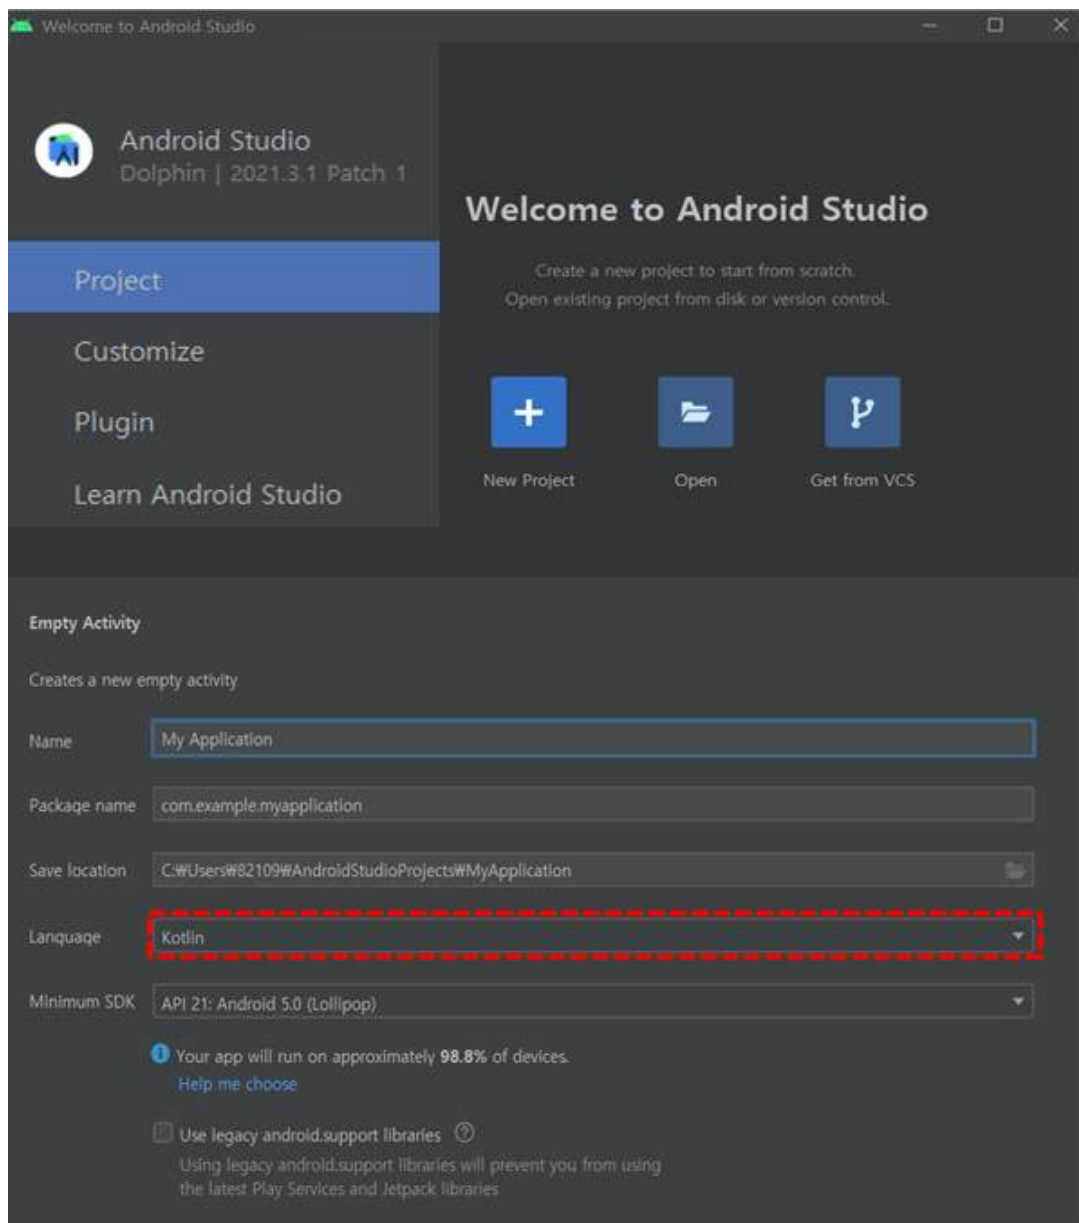 Welcome to Android Studio
Android Studio
Dolphin | 2021.3.1 Patch 1
Project
Customize
Plugin
Learn Android Studio
Welcome to Android Studio
Create a new project to start from scratch.
Open existing project from disk or version control.
New Project
Open
Get from VCS
Empty Activity
Creates a new empty activity
Name
My Application
Package name
com.example.myapplication
Save location
C:₩Users₩82109₩AndroidStudioProjects₩MyApplication
Language
Kotlin
Minimum SDK
API 21: Android 5.0 (Lollipop)
Your app will run on approximately 98.8% of devices.
Help me choose
Use legacy android.support libraries
Using legacy android.support libraries will prevent you from using
the latest Play Services and Jetpack libraries